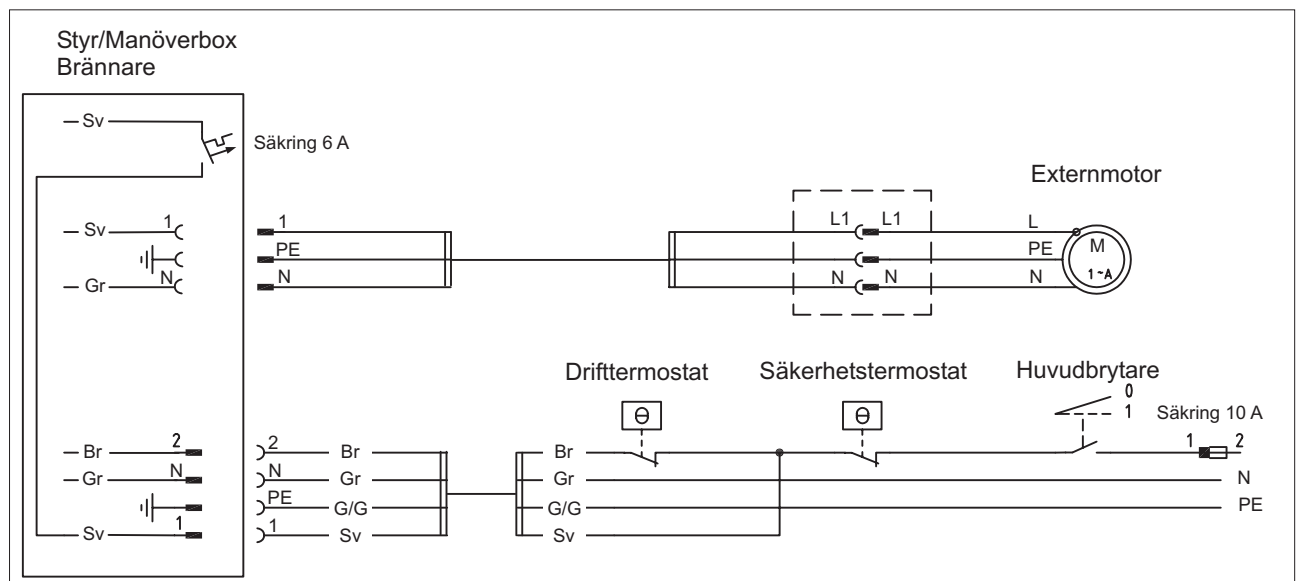 Styr/Manöverbox
Brännare
Sv
Säkring 6 A
Externmotor
Sv 1 1 L1 L1 L
PE PE M
Gr N N N N N 1~A
Drifttermostat Säkerhetstermostat Huvudbrytare
0
1 Säkring 10 A
θ θ
Br 2 2 Br Br 1 2
Gr N N Gr Gr N
PE G/G G/G PE
Sv 1 1 Sv Sv